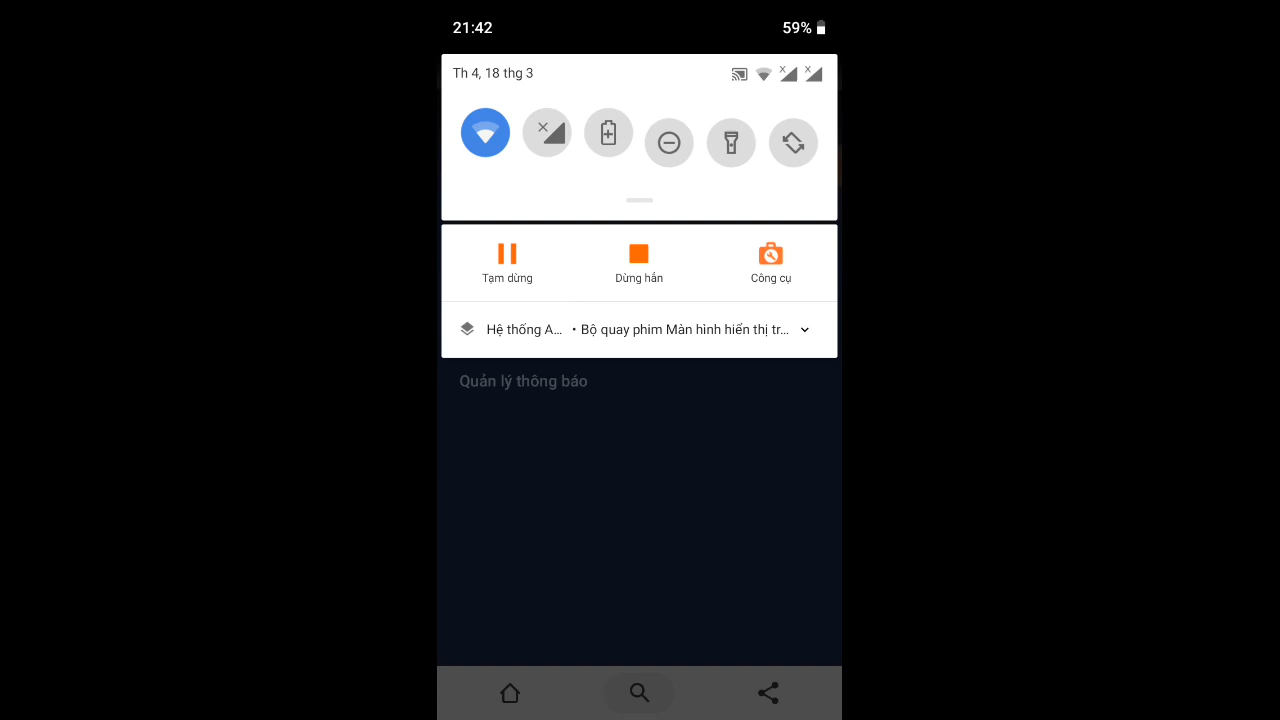 21:42
59%
Th 4, 18 thg 3
Tạm dừng
Dừng hẳn
Công cụ
Hệ thống A… • Bộ quay phim Màn hình hiển thị tr…
Quản lý thông báo